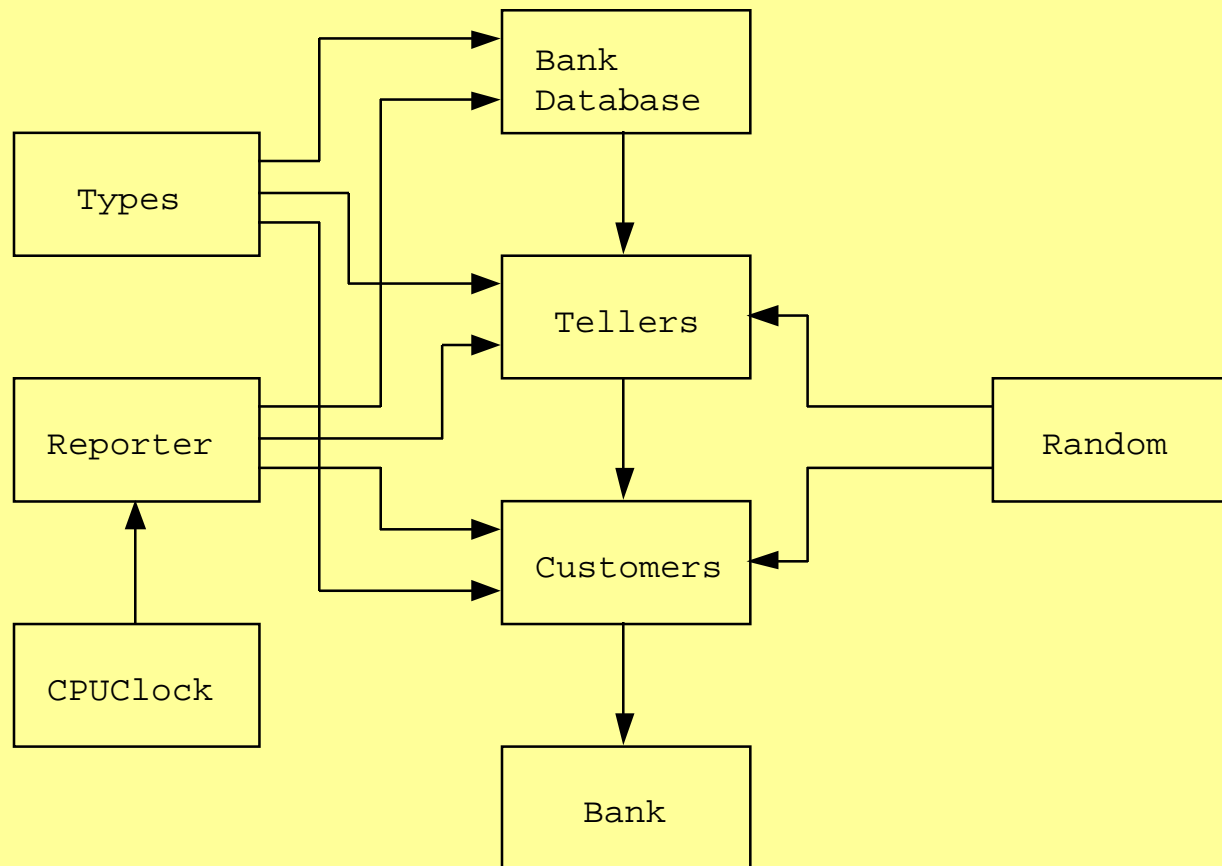 Bank
Database
Types
Tellers
Reporter
Random
Customers
CPUClock
Bank